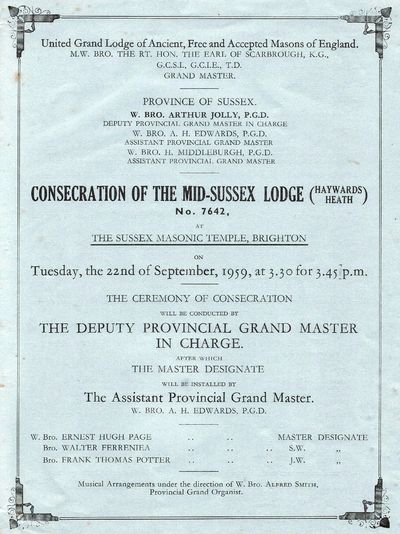 United Grand Lodge of Ancient, Free and Accepted Masons of England.
M.W. BRO. THE RT. HON. THE EARL OF SCARBROUGH, K.G.,
G.C.S.I., G.C.I.E., T.D.
GRAND MASTER.
PROVINCE OF SUSSEX.
W. BRO. ARTHUR JOLLY, P.G.D.
DEPUTY PROVINCIAL GRAND MASTER IN CHARGE
W. BRO. A. H. EDWARDS, P.G.D.
ASSISTANT PROVINCIAL GRAND MASTER
W. BRO. H. MIDDLEBURGH, P.G.D.
ASSISTANT PROVINCIAL GRAND MASTER
CONSECRATION OF THE MID-SUSSEX LODGE (HAYWARDS HEATH)
No. 7642,
AT
THE SUSSEX MASONIC TEMPLE, BRIGHTON
ON
Tuesday, the 22nd of September, 1959, at 3.30 for 3.45 p.m.
THE CEREMONY OF CONSECRATION
WILL BE CONDUCTED BY
THE DEPUTY PROVINCIAL GRAND MASTER
IN CHARGE.
AFTER WHICH
THE MASTER DESIGNATE
WILL BE INSTALLED BY
The Assistant Provincial Grand Master.
W. BRO. A. H. EDWARDS, P.G.D.
W. Bro. ERNEST HUGH PAGE .. .. MASTER DESIGNATE
Bro. WALTER FERRENIEA .. .. S.W. ,,
Bro. FRANK THOMAS POTTER .. .. J.W. ,,
Musical Arrangements under the direction of W. Bro. ALFRED SMITH,
Provincial Grand Organist.